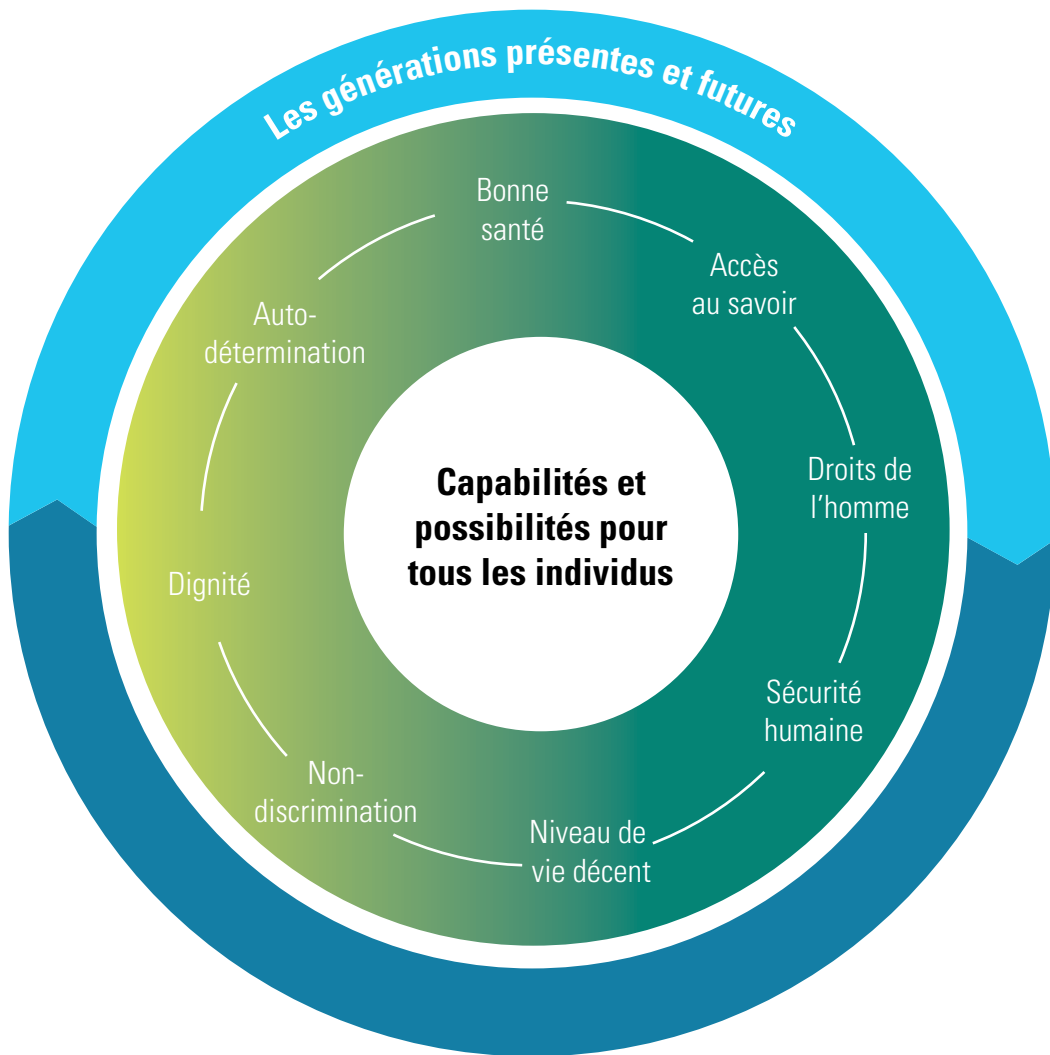 Les générations présentes et futures
Bonne
santé
Accès
au savoir
Droits de
l'homme
Sécurité
humaine
Niveau de
vie décent
Non-
discrimination
Dignité
Auto-
détermination
Capabilités et
possibilités pour
tous les individus